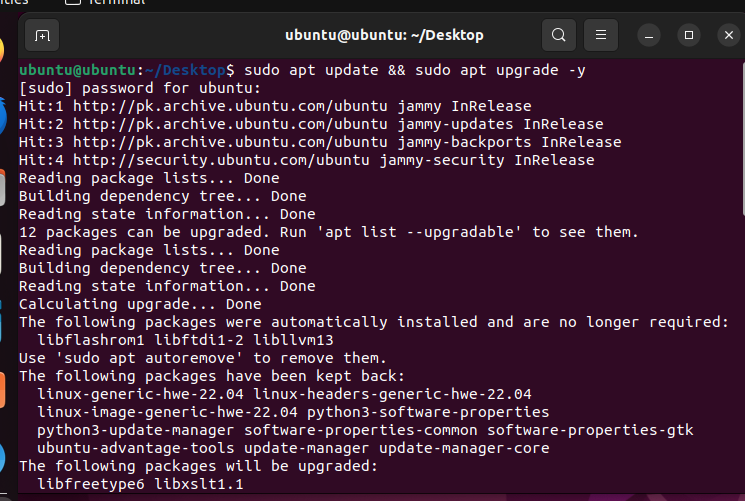 Terminal
ubuntu@ubuntu: ~/Desktop
ubuntu@ubuntu:~/Desktop$ sudo apt update && sudo apt upgrade -y
[sudo] password for ubuntu:
Hit:1 http://pk.archive.ubuntu.com/ubuntu jammy InRelease
Hit:2 http://pk.archive.ubuntu.com/ubuntu jammy-updates InRelease
Hit:3 http://pk.archive.ubuntu.com/ubuntu jammy-backports InRelease
Hit:4 http://security.ubuntu.com/ubuntu jammy-security InRelease
Reading package lists... Done
Building dependency tree... Done
Reading state information... Done
12 packages can be upgraded. Run 'apt list --upgradable' to see them.
Reading package lists... Done
Building dependency tree... Done
Reading state information... Done
Calculating upgrade... Done
The following packages were automatically installed and are no longer required:
  libflashrom1 libftdi1-2 libllvm13
Use 'sudo apt autoremove' to remove them.
The following packages have been kept back:
  linux-generic-hwe-22.04 linux-headers-generic-hwe-22.04
  linux-image-generic-hwe-22.04 python3-software-properties
  python3-update-manager software-properties-common software-properties-gtk
  ubuntu-advantage-tools update-manager update-manager-core
The following packages will be upgraded:
  libfreetype6 libxslt1.1